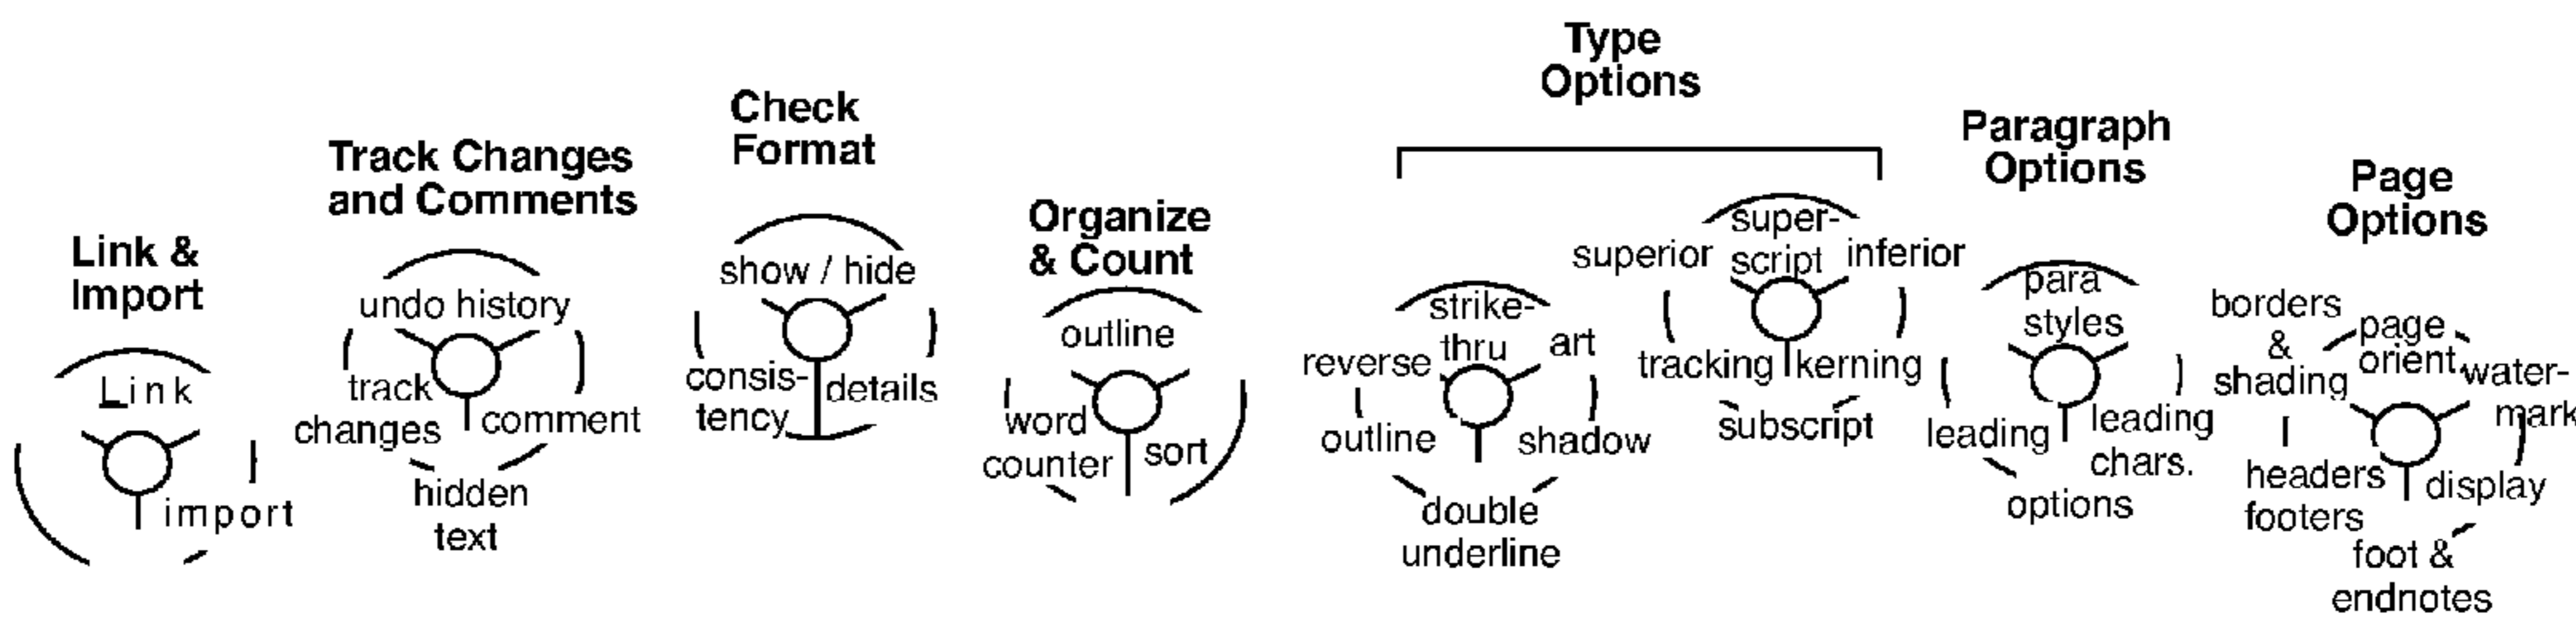 Link &
Import
Link
import
Track Changes
and Comments
undo history
track
changes
comment
hidden
text
Check
Format
show / hide
consis-
tency
details
Organize
& Count
outline
word
counter
sort
Type
Options
strike-
thru
reverse
art
outline
shadow
double
underline
super-
script
superior
inferior
tracking
kerning
subscript
Paragraph
Options
para
styles
leading
leading
chars.
options
Page
Options
borders
&
shading
page
orient
water-
mark
headers
footers
display
foot &
endnotes